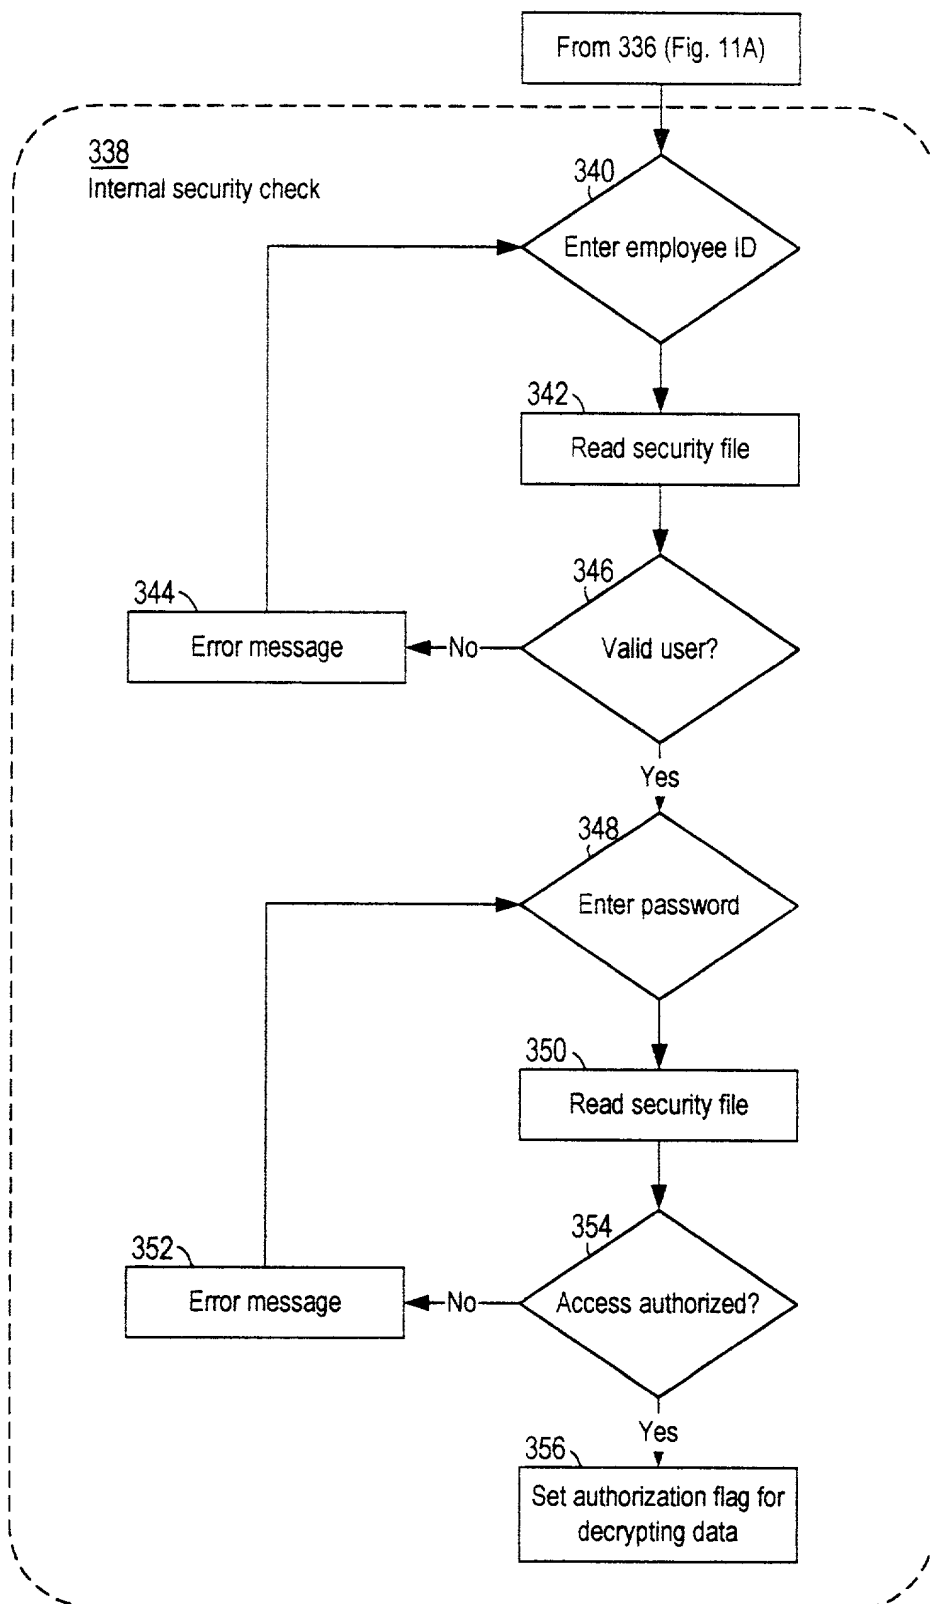 From 336 (Fig. 11A)
338
Internal security check
340
Enter employee ID
342
Read security file
346
Valid user?
344
Error message
No
Yes
348
Enter password
350
Read security file
354
Access authorized?
352
Error message
No
Yes
356
Set authorization flag for
decrypting data